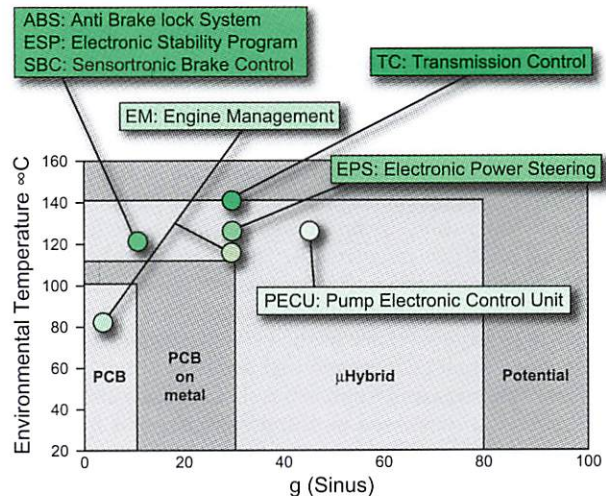 ABS: Anti Brake lock System
ESP: Electronic Stability Program
SBC: Sensortronic Brake Control
TC: Transmission Control
EM: Engine Management
EPS: Electronic Power Steering
PECU: Pump Electronic Control Unit
Environmental Temperature ∞C
160
140
120
100
80
60
40
20
PCB
PCB
on
metal
µHybrid
Potential
0
20
40
60
80
100
g (Sinus)